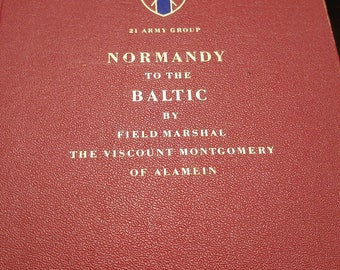 21 ARMY GROUP
NORMANDY
TO THE
BALTIC
BY
FIELD MARSHAL
THE VISCOUNT MONTGOMERY
OF ALAMEIN